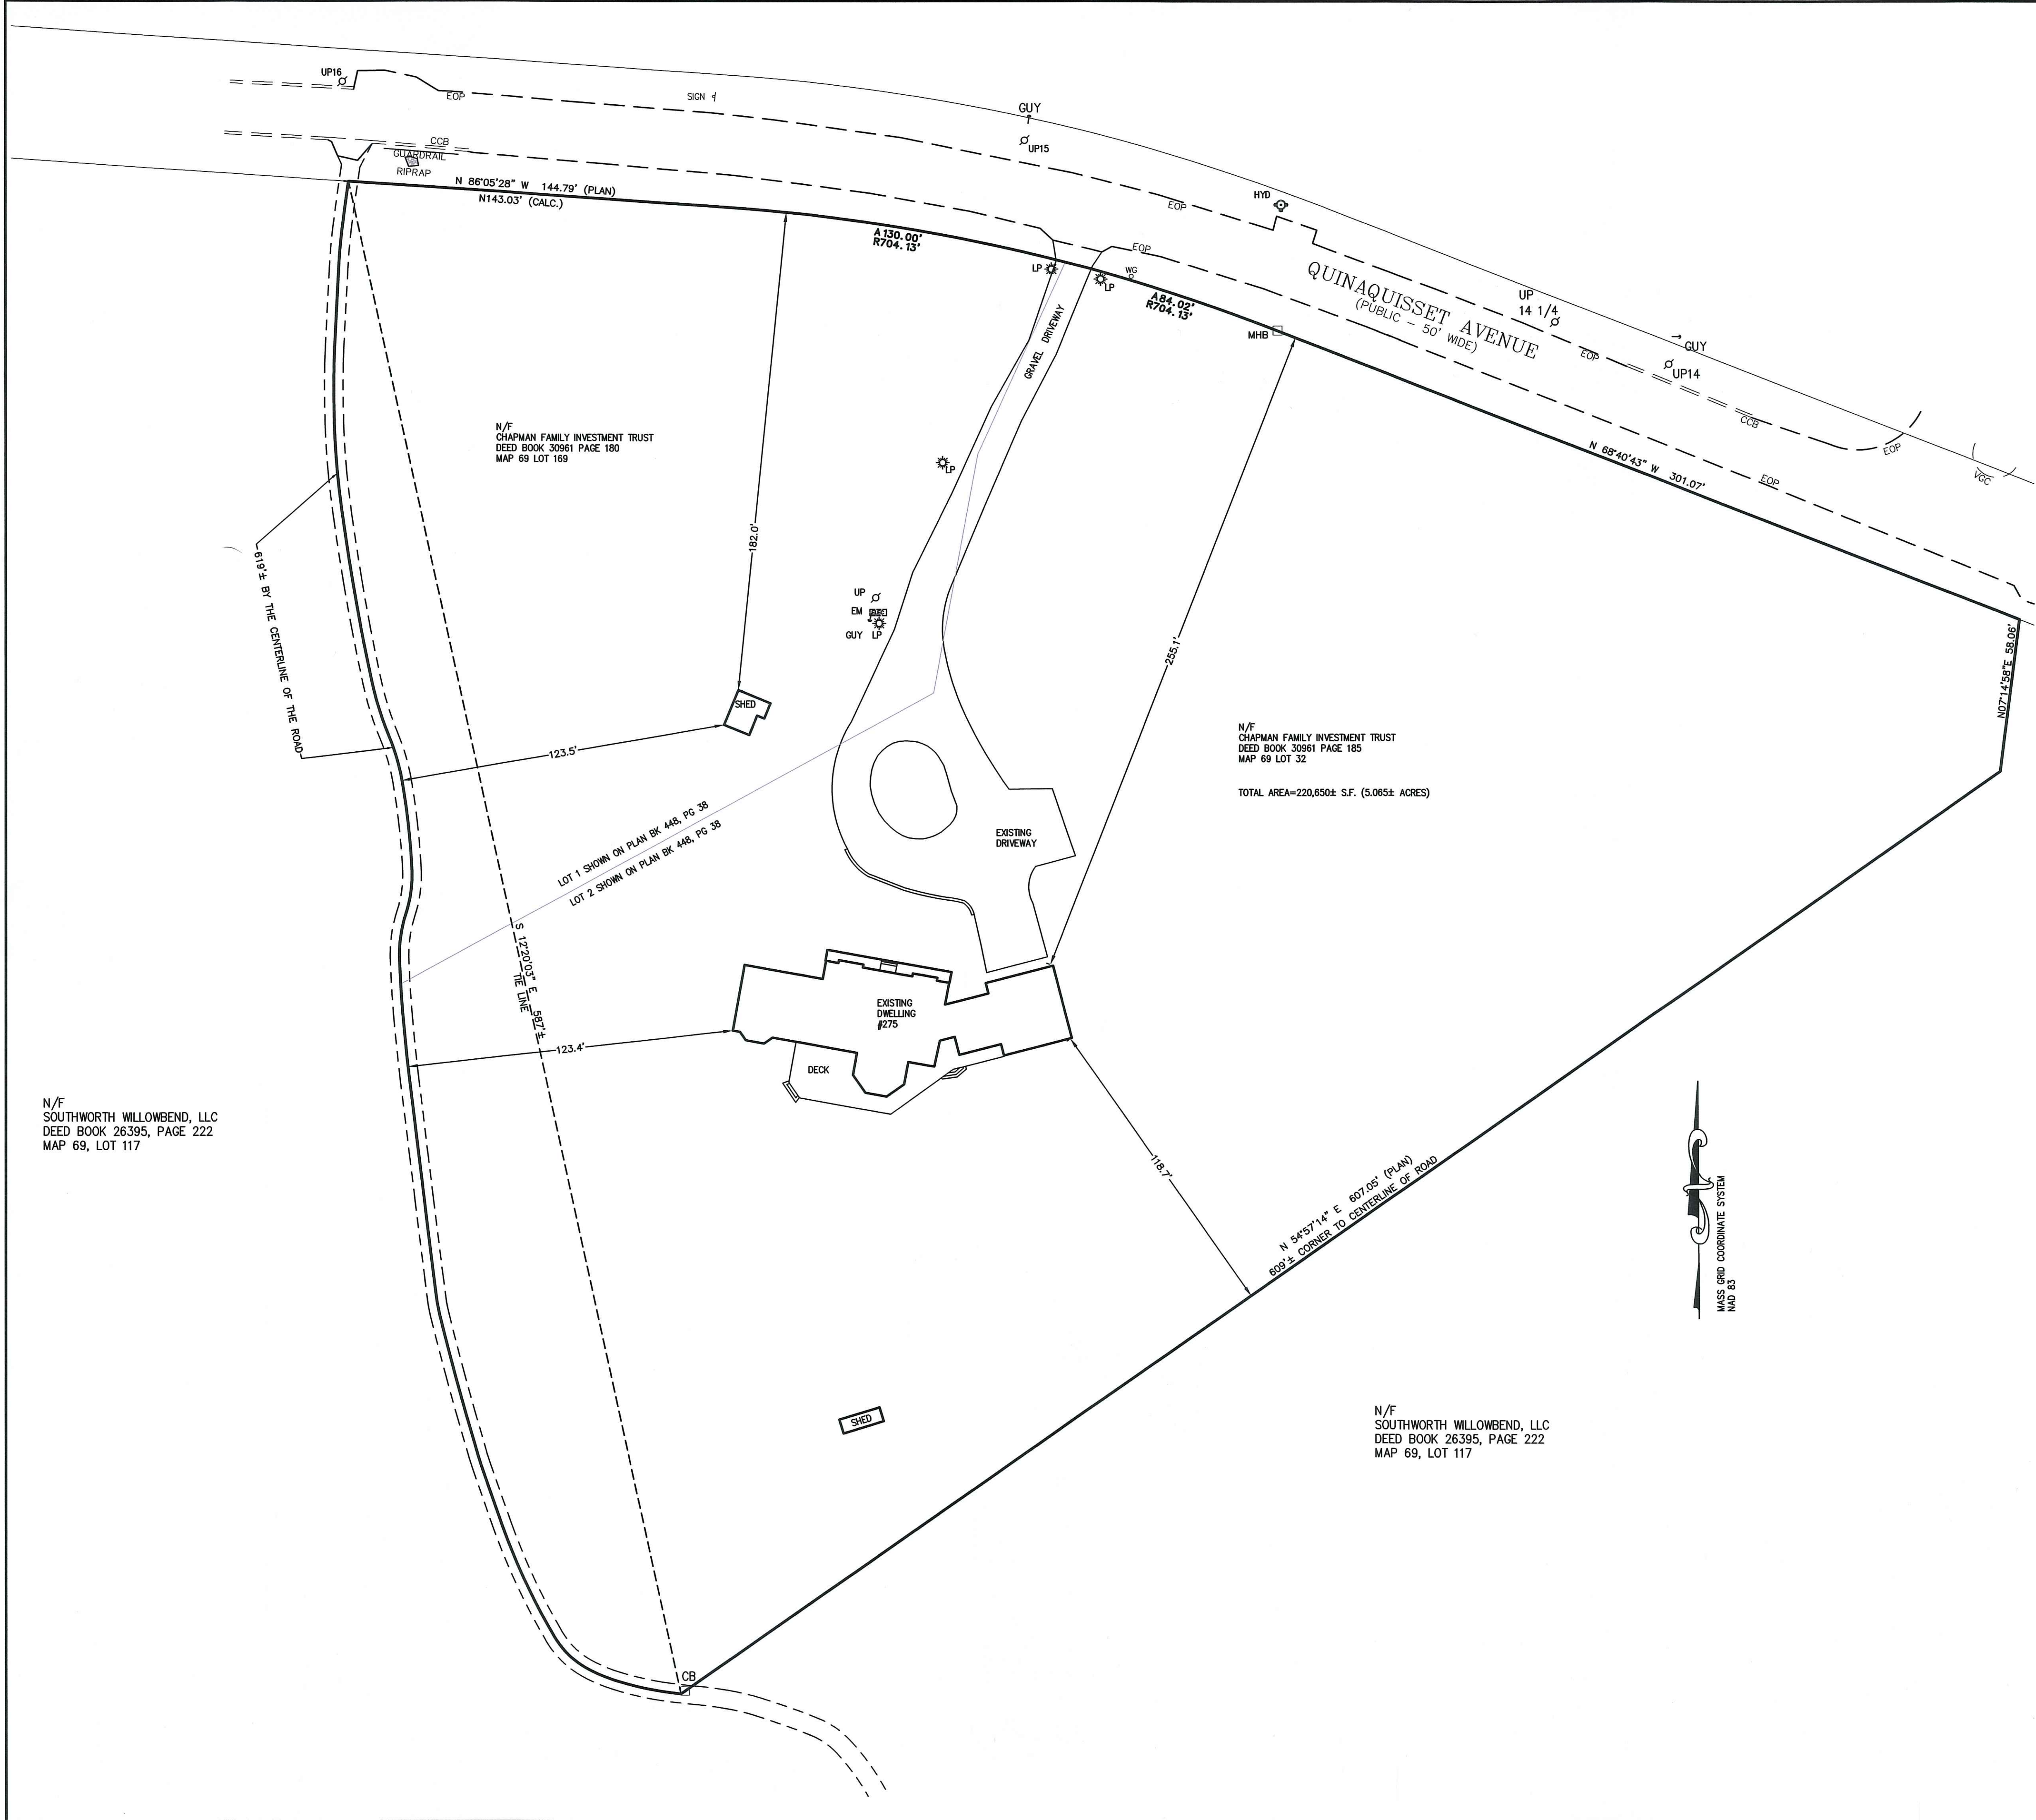 UP16
EOP
SIGN
GUY
UP15
CCB
GUARDRAIL
RIPRAP
N 86°05'28" W 144.79' (PLAN)
N143.03' (CALC.)
HYD
EOP
A 130.00'
R704.13'
EOP
LP
LP
WG
A84.02'
R704.13'
MHB
QUINAQUISSET AVENUE
(PUBLIC - 50' WIDE)
UP
14 1/4
GUY
EOP
UP14
CCB
EOP
VGC
N 68°40'43" W 301.07'
EOP
GRAVEL DRIVEWAY
N/F
CHAPMAN FAMILY INVESTMENT TRUST
DEED BOOK 30961 PAGE 180
MAP 69 LOT 169
LP
182.0'
619'± BY THE CENTERLINE OF THE ROAD
UP
EM
GUY LP
255.1'
N07°14'58"E 58.06'
SHED
123.5'
N/F
CHAPMAN FAMILY INVESTMENT TRUST
DEED BOOK 30961 PAGE 185
MAP 69 LOT 32
TOTAL AREA=220,650± S.F. (5.065± ACRES)
LOT 1 SHOWN ON PLAN BK 448, PG 38
LOT 2 SHOWN ON PLAN BK 448, PG 38
EXISTING
DRIVEWAY
S 12°20'03" E 587'±
TIE LINE
EXISTING
DWELLING
#275
123.4'
DECK
N/F
SOUTHWORTH WILLOWBEND, LLC
DEED BOOK 26395, PAGE 222
MAP 69, LOT 117
118.7'
N 54°57'14" E 607.05' (PLAN)
609'± CORNER TO CENTERLINE OF ROAD
MASS GRID COORDINATE SYSTEM
NAD 83
SHED
N/F
SOUTHWORTH WILLOWBEND, LLC
DEED BOOK 26395, PAGE 222
MAP 69, LOT 117
CB